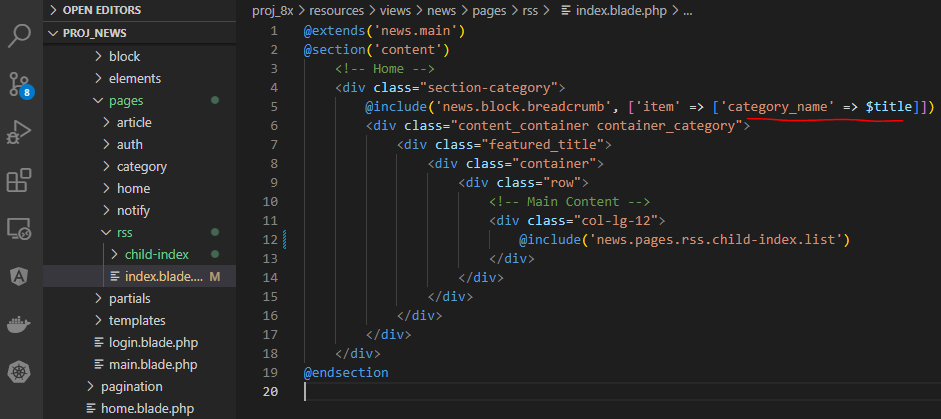 OPEN EDITORS
PROJ_NEWS
block
elements
pages
article
auth
category
home
notify
rss
child-index
index.blade.... M
partials
templates
login.blade.php
main.blade.php
pagination
home.blade.php
8
proj_8x > resources > views > news > pages > rss > index.blade.php > ...
1 @extends('news.main')
2 @section('content')
3 <!-- Home -->
4 <div class="section-category">
5 @include('news.block.breadcrumb', ['item' => ['category_name' => $title]])
6 <div class="content_container container_category">
7 <div class="featured_title">
8 <div class="container">
9 <div class="row">
10 <!-- Main Content -->
11 <div class="col-lg-12">
12 @include('news.pages.rss.child-index.list')
13 </div>
14 </div>
15 </div>
16 </div>
17 </div>
18 </div>
19 @endsection
20